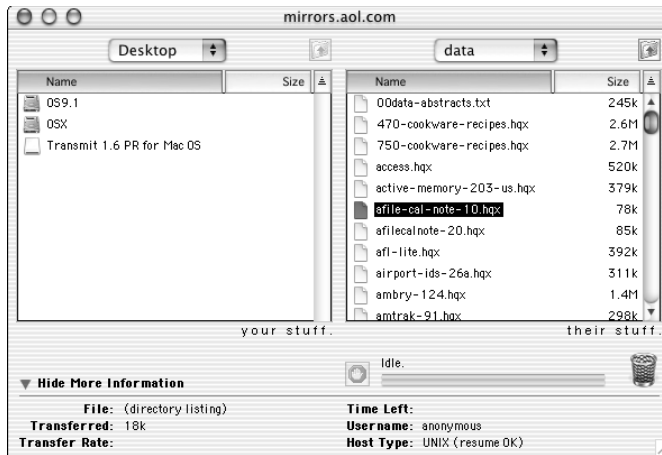 mirrors.aol.com
Desktop
data
Name Size
OS9.1
OSX
Transmit 1.6 PR for Mac OS
your stuff.
Name Size
00data-abstracts.txt 245k
470-cookware-recipes.hqx 2.6M
750-cookware-recipes.hqx 2.7M
access.hqx 520k
active-memory-203-us.hqx 379k
afile-cal-note-10.hqx 78k
afilecalnote-20.hqx 85k
afl-lite.hqx 392k
airport-ids-26a.hqx 311k
ambry-124.hqx 1.4M
amtrak-91.hqx 298k
their stuff.
Idle.
Hide More Information
File: (directory listing)
Transferred: 18k
Transfer Rate:
Time Left:
Username: anonymous
Host Type: UNIX (resume OK)